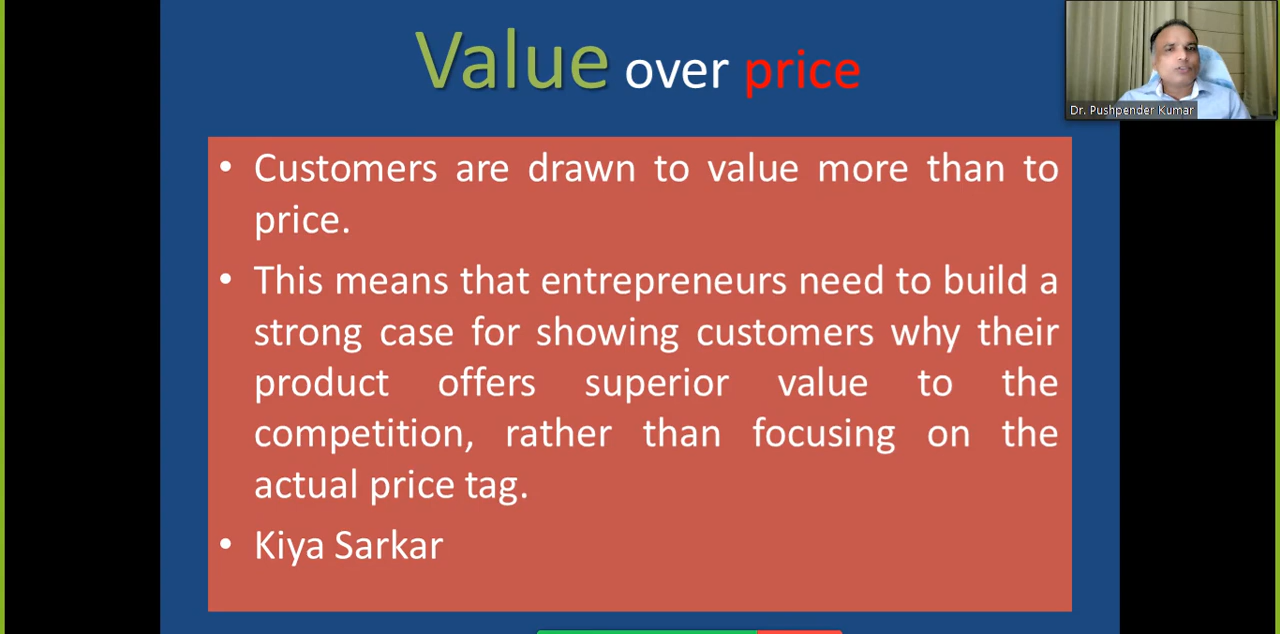 Value over price
Dr. Pushpender Kumar
• Customers are drawn to value more than to
price.
• This means that entrepreneurs need to build a
strong case for showing customers why their
product offers superior value to the
competition, rather than focusing on the
actual price tag.
• Kiya Sarkar